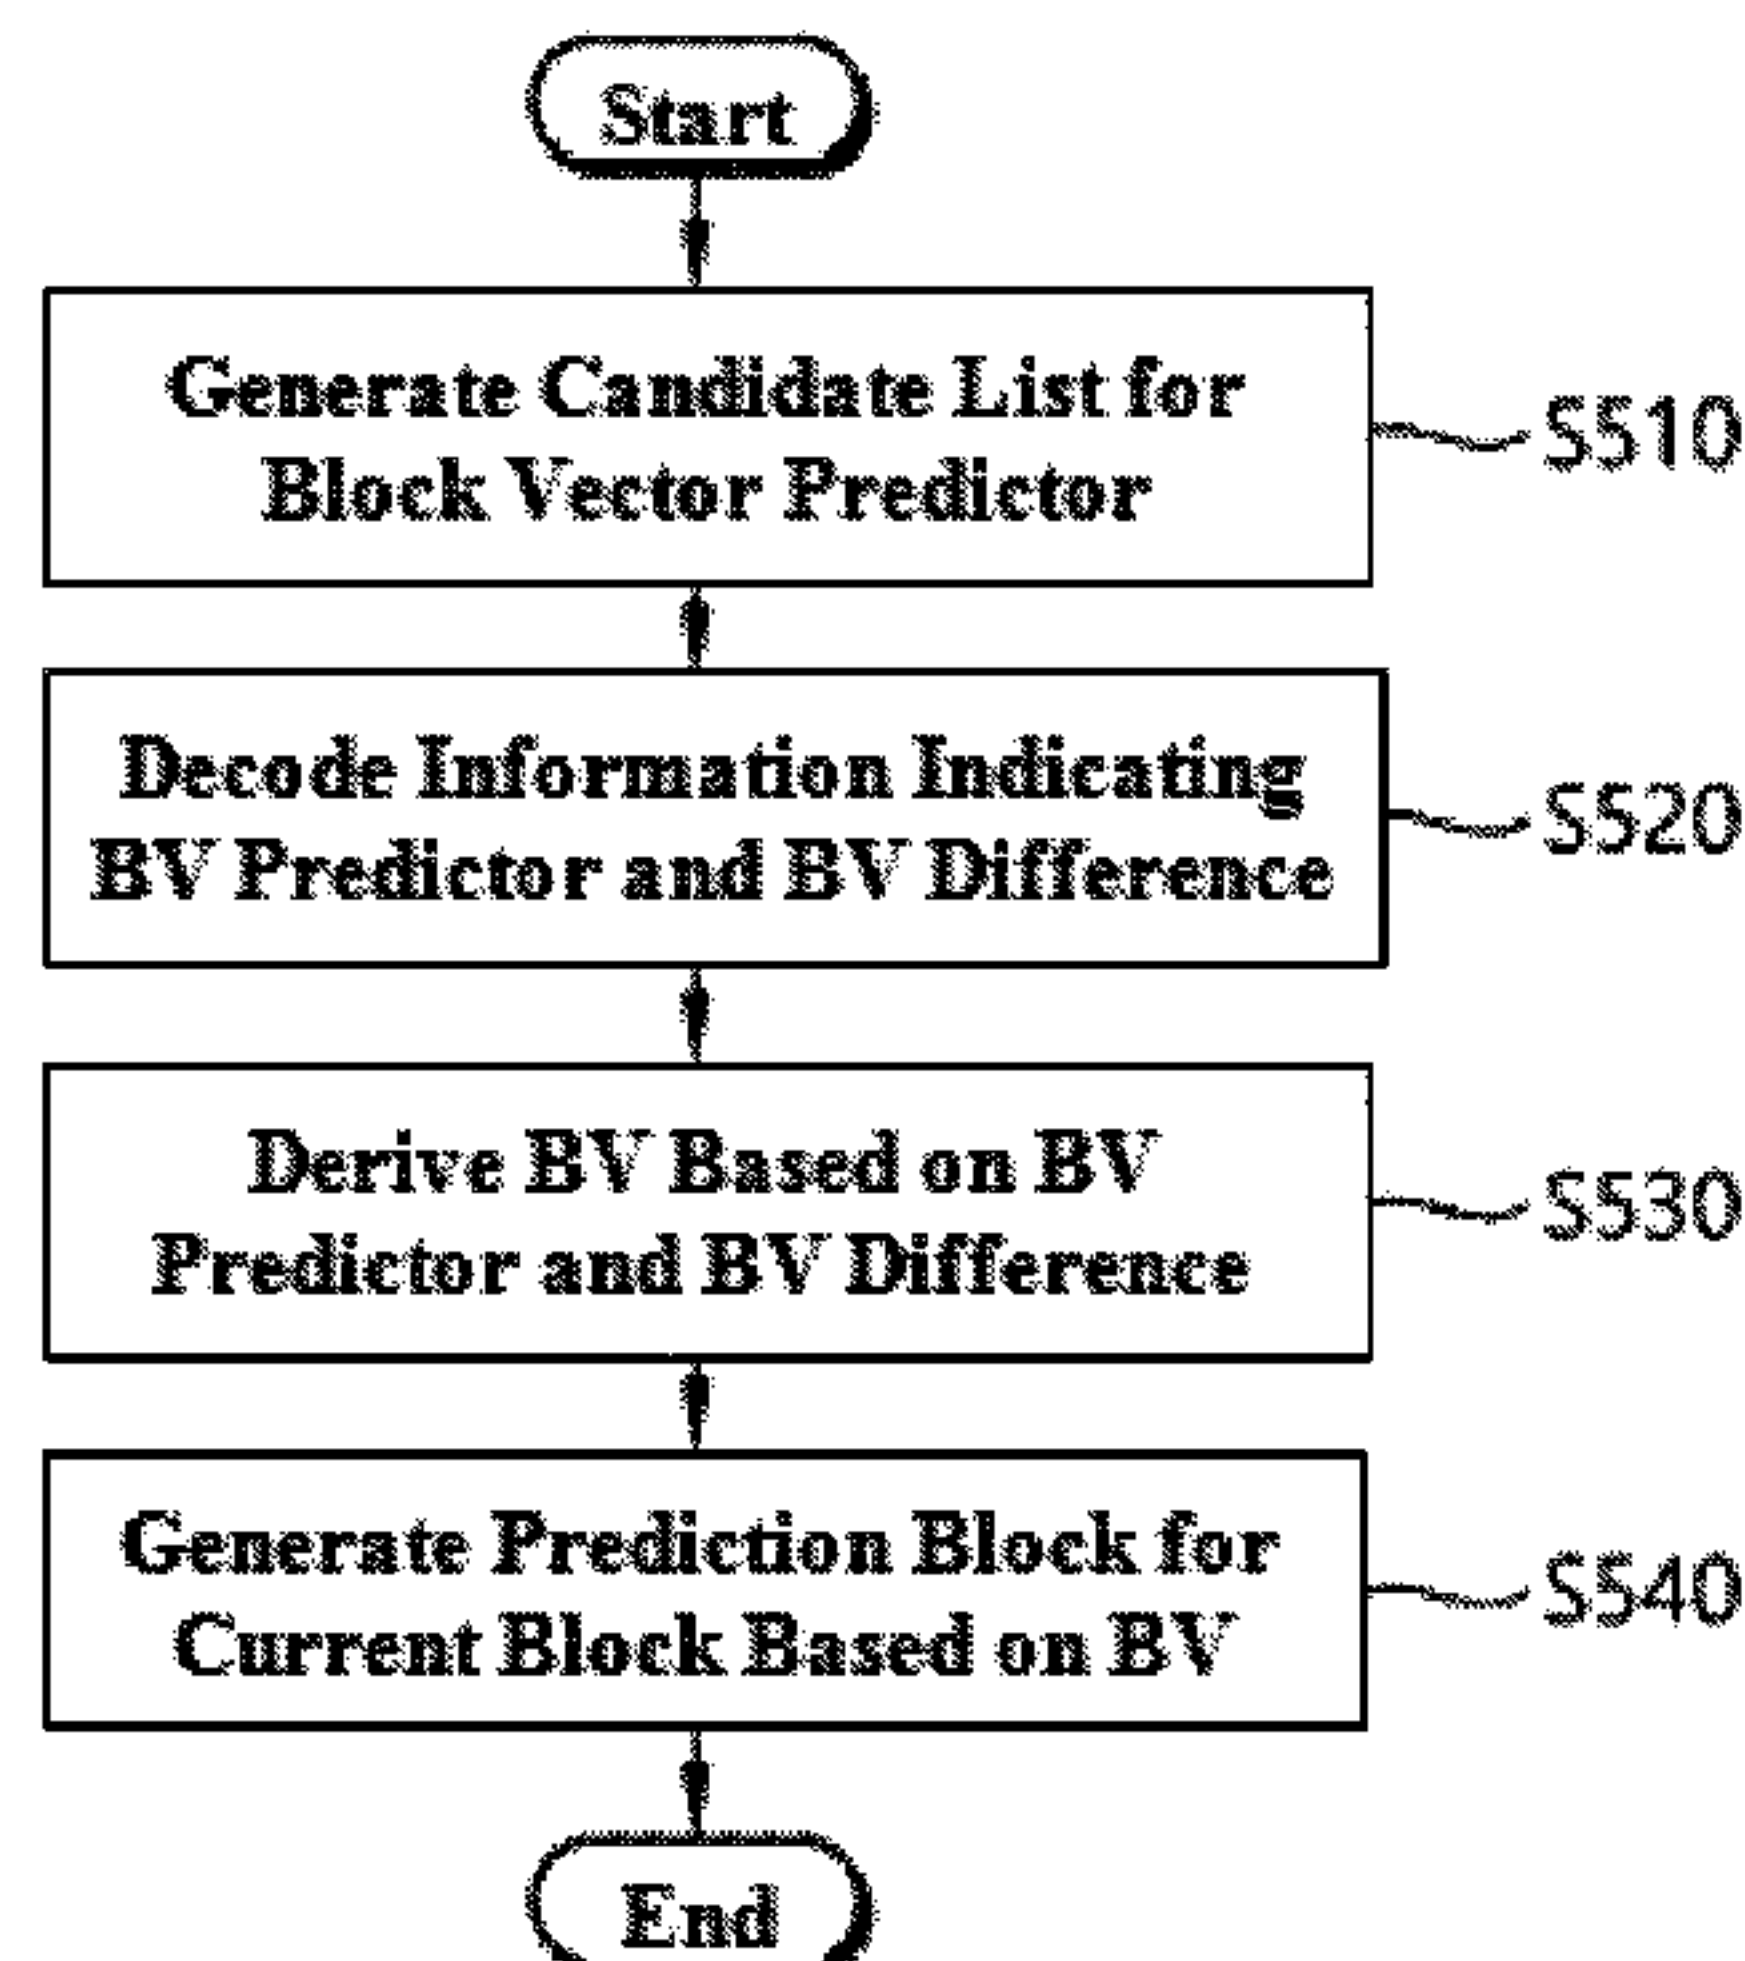 Start
Generate Candidate List for
Block Vector Predictor
S510
Decode Information Indicating
BV Predictor and BV Difference
S520
Derive BV Based on BV
Predictor and BV Difference
S530
Generate Prediction Block for
Current Block Based on BV
S540
End